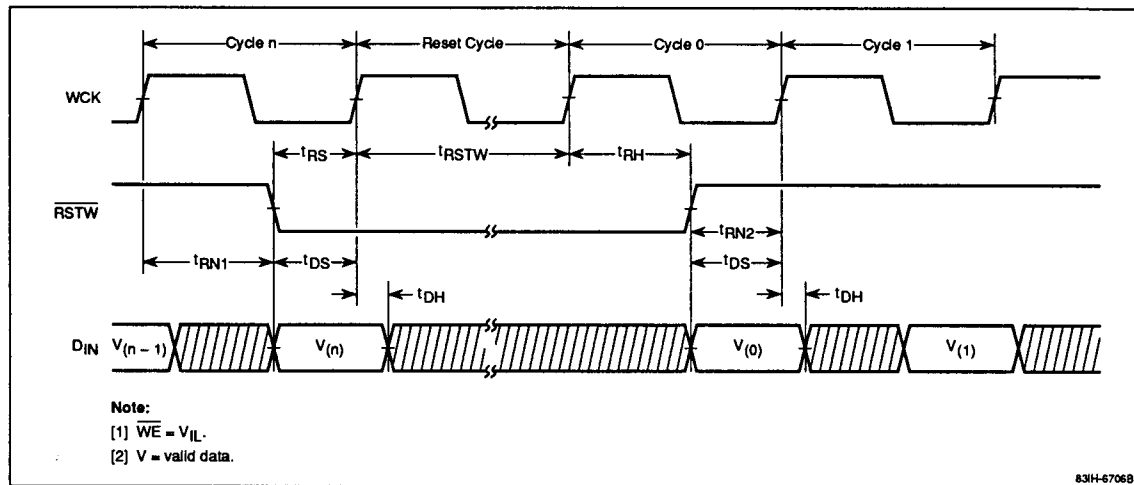 Cycle n Reset Cycle Cycle 0 Cycle 1
WCK
tRS tRSTW tRH
RSTW
tRN2
tRN1 tDS tDS
tDH tDH
DIN V(n – 1) V(n) V(0) V(1)
Note:
[1] WE = VIL.
[2] V = valid data.
83IH-6706B